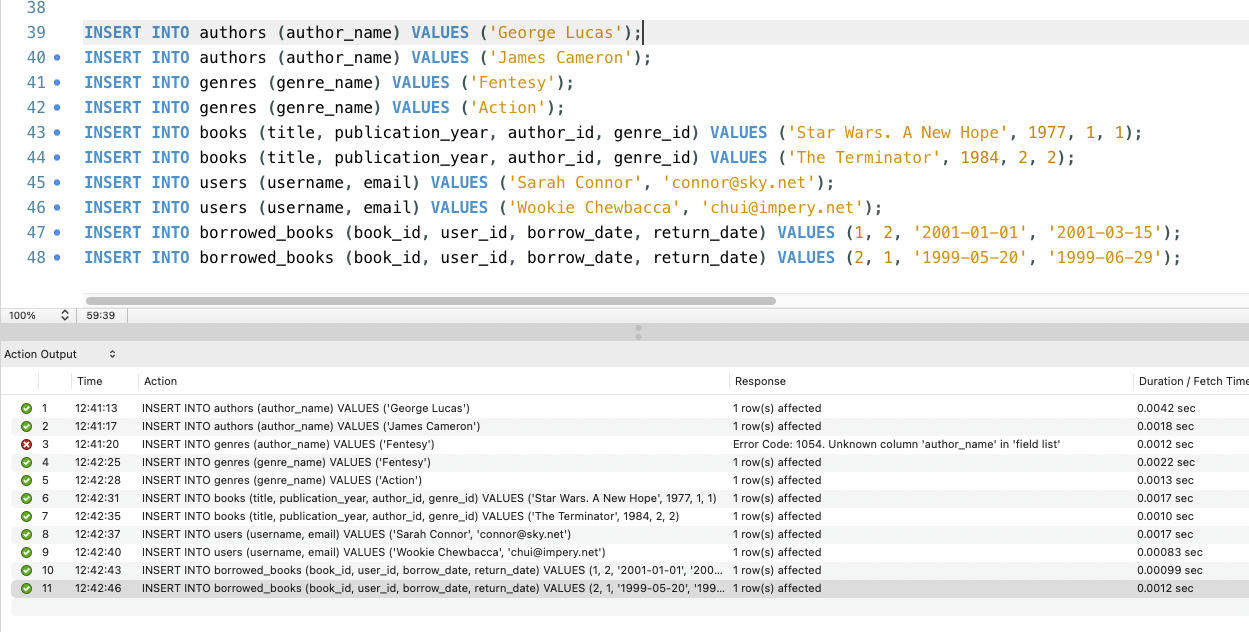 38
39 INSERT INTO authors (author_name) VALUES ('George Lucas');
40 INSERT INTO authors (author_name) VALUES ('James Cameron');
41 INSERT INTO genres (genre_name) VALUES ('Fentesy');
42 INSERT INTO genres (genre_name) VALUES ('Action');
43 INSERT INTO books (title, publication_year, author_id, genre_id) VALUES ('Star Wars. A New Hope', 1977, 1, 1);
44 INSERT INTO books (title, publication_year, author_id, genre_id) VALUES ('The Terminator', 1984, 2, 2);
45 INSERT INTO users (username, email) VALUES ('Sarah Connor', 'connor@sky.net');
46 INSERT INTO users (username, email) VALUES ('Wookie Chewbacca', 'chui@impery.net');
47 INSERT INTO borrowed_books (book_id, user_id, borrow_date, return_date) VALUES (1, 2, '2001-01-01', '2001-03-15');
48 INSERT INTO borrowed_books (book_id, user_id, borrow_date, return_date) VALUES (2, 1, '1999-05-20', '1999-06-29');
100% 59:39
Action Output
Time Action Response Duration / Fetch Time
1 12:41:13 INSERT INTO authors (author_name) VALUES ('George Lucas') 1 row(s) affected 0.0042 sec
2 12:41:17 INSERT INTO authors (author_name) VALUES ('James Cameron') 1 row(s) affected 0.0018 sec
3 12:41:20 INSERT INTO genres (author_name) VALUES ('Fentesy') Error Code: 1054. Unknown column 'author_name' in 'field list' 0.0012 sec
4 12:42:25 INSERT INTO genres (genre_name) VALUES ('Fentesy') 1 row(s) affected 0.0022 sec
5 12:42:28 INSERT INTO genres (genre_name) VALUES ('Action') 1 row(s) affected 0.0013 sec
6 12:42:31 INSERT INTO books (title, publication_year, author_id, genre_id) VALUES ('Star Wars. A New Hope', 1977, 1, 1) 1 row(s) affected 0.0017 sec
7 12:42:35 INSERT INTO books (title, publication_year, author_id, genre_id) VALUES ('The Terminator', 1984, 2, 2) 1 row(s) affected 0.0010 sec
8 12:42:37 INSERT INTO users (username, email) VALUES ('Sarah Connor', 'connor@sky.net') 1 row(s) affected 0.0017 sec
9 12:42:40 INSERT INTO users (username, email) VALUES ('Wookie Chewbacca', 'chui@impery.net') 1 row(s) affected 0.00083 sec
10 12:42:43 INSERT INTO borrowed_books (book_id, user_id, borrow_date, return_date) VALUES (1, 2, '2001-01-01', '200... 1 row(s) affected 0.00099 sec
11 12:42:46 INSERT INTO borrowed_books (book_id, user_id, borrow_date, return_date) VALUES (2, 1, '1999-05-20', '199... 1 row(s) affected 0.0012 sec